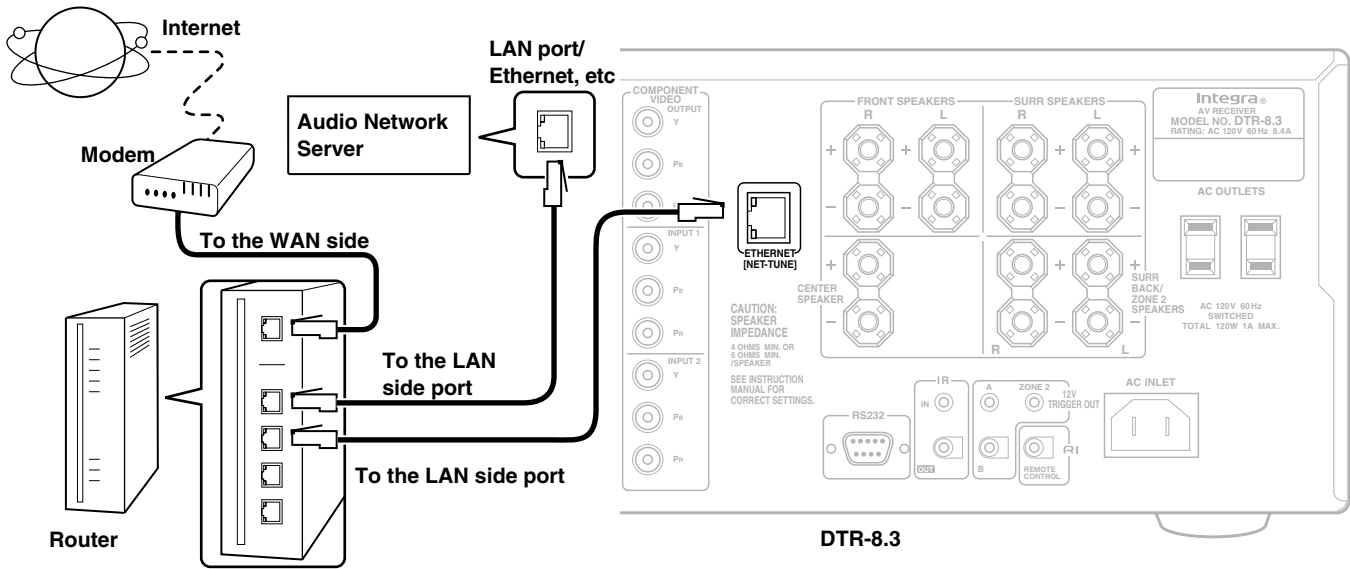 Internet
LAN port/
Ethernet, etc
Audio Network
Server
Modem
To the WAN side
To the LAN
side port
To the LAN side port
Router
COMPONENT
VIDEO
OUTPUT
Y
PB
INPUT 1
Y
PB
PR
INPUT 2
Y
PB
PR
ETHERNET
[NET-TUNE]
CAUTION:
SPEAKER
IMPEDANCE
4 OHMS MIN. OR
6 OHMS MIN.
/SPEAKER
SEE INSTRUCTION
MANUAL FOR
CORRECT SETTINGS.
FRONT SPEAKERS
R L
SURR SPEAKERS
R L
+ + + +
− − − −
CENTER
SPEAKER
+ + +
− − −
SURR
BACK/
ZONE 2
SPEAKERS
R L
Integra®
AV RECEIVER
MODEL NO. DTR-8.3
RATING: AC 120V 60Hz 8.4A
AC OUTLETS
AC 120V 60Hz
SWITCHED
TOTAL 120W 1A MAX.
RS232
IR
IN
OUT
A
ZONE 2
12V
TRIGGER OUT
B
REMOTE
CONTROL
RI
AC INLET
DTR-8.3